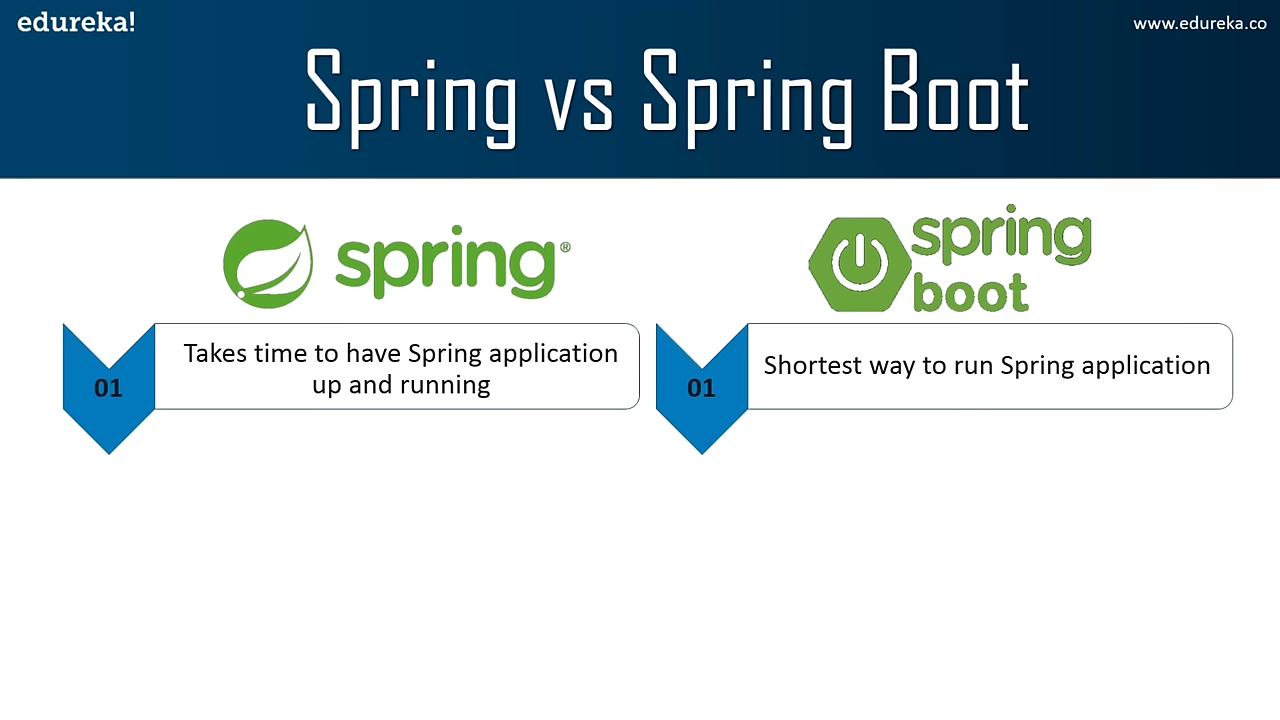 edureka!
www.edureka.co
Spring vs Spring Boot
spring®
spring
boot
01
Takes time to have Spring application
up and running
01
Shortest way to run Spring application